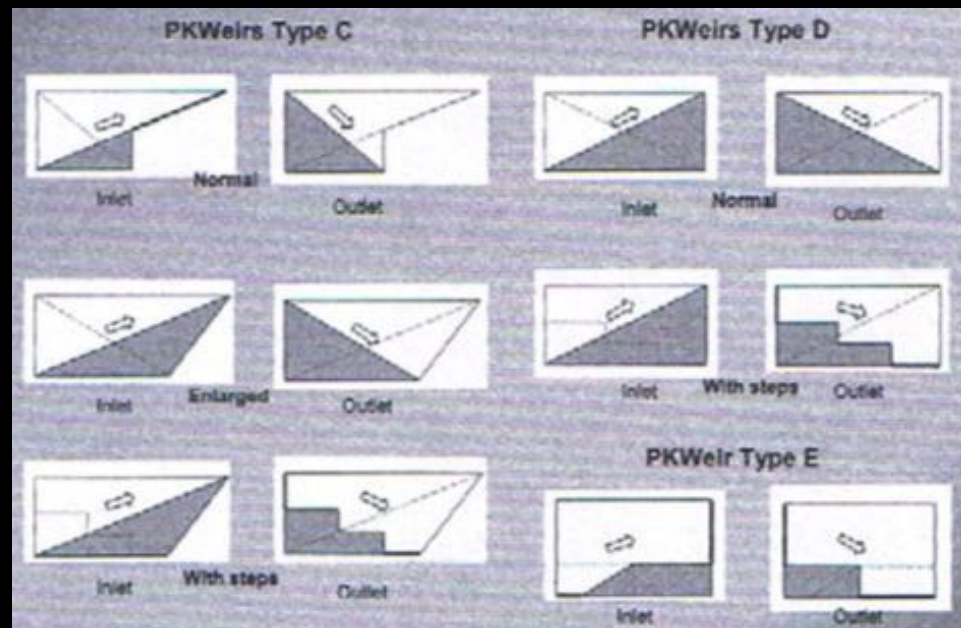 PKWeirs Type C
Inlet
Normal
Outlet
Inlet
Enlarged
Outlet
Inlet
With steps
Outlet
PKWeirs Type D
Inlet
Normal
Outlet
Inlet
With steps
Outlet
PKWeir Type E
Inlet
Outlet